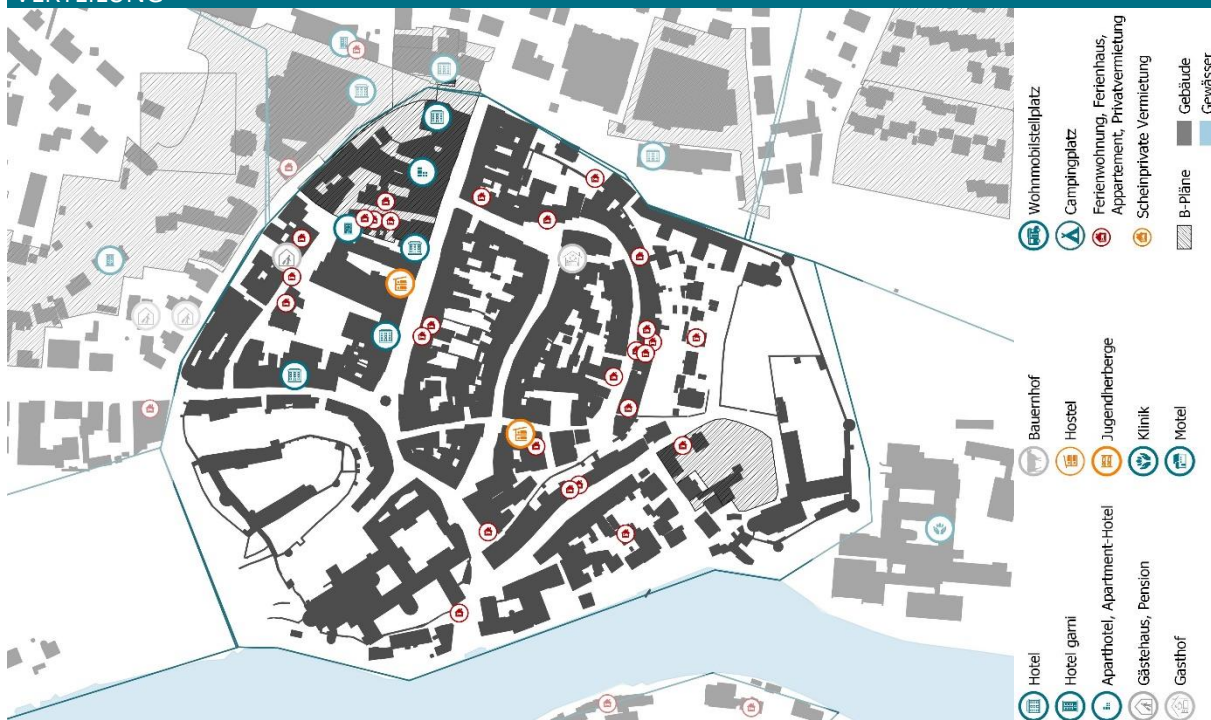 VERTEILUNG
Hotel
Hotel garni
Aparthotel, Apartment-Hotel
Gästehaus, Pension
Gasthof
Bauernhof
Hostel
Jugendherberge
Klinik
Motel
Wohnmobilstellplatz
Campingplatz
Ferienwohnung, Ferienhaus,
Appartement, Privatvermietung
Scheinprivate Vermietung
B-Pläne
Gebäude
Gewässer